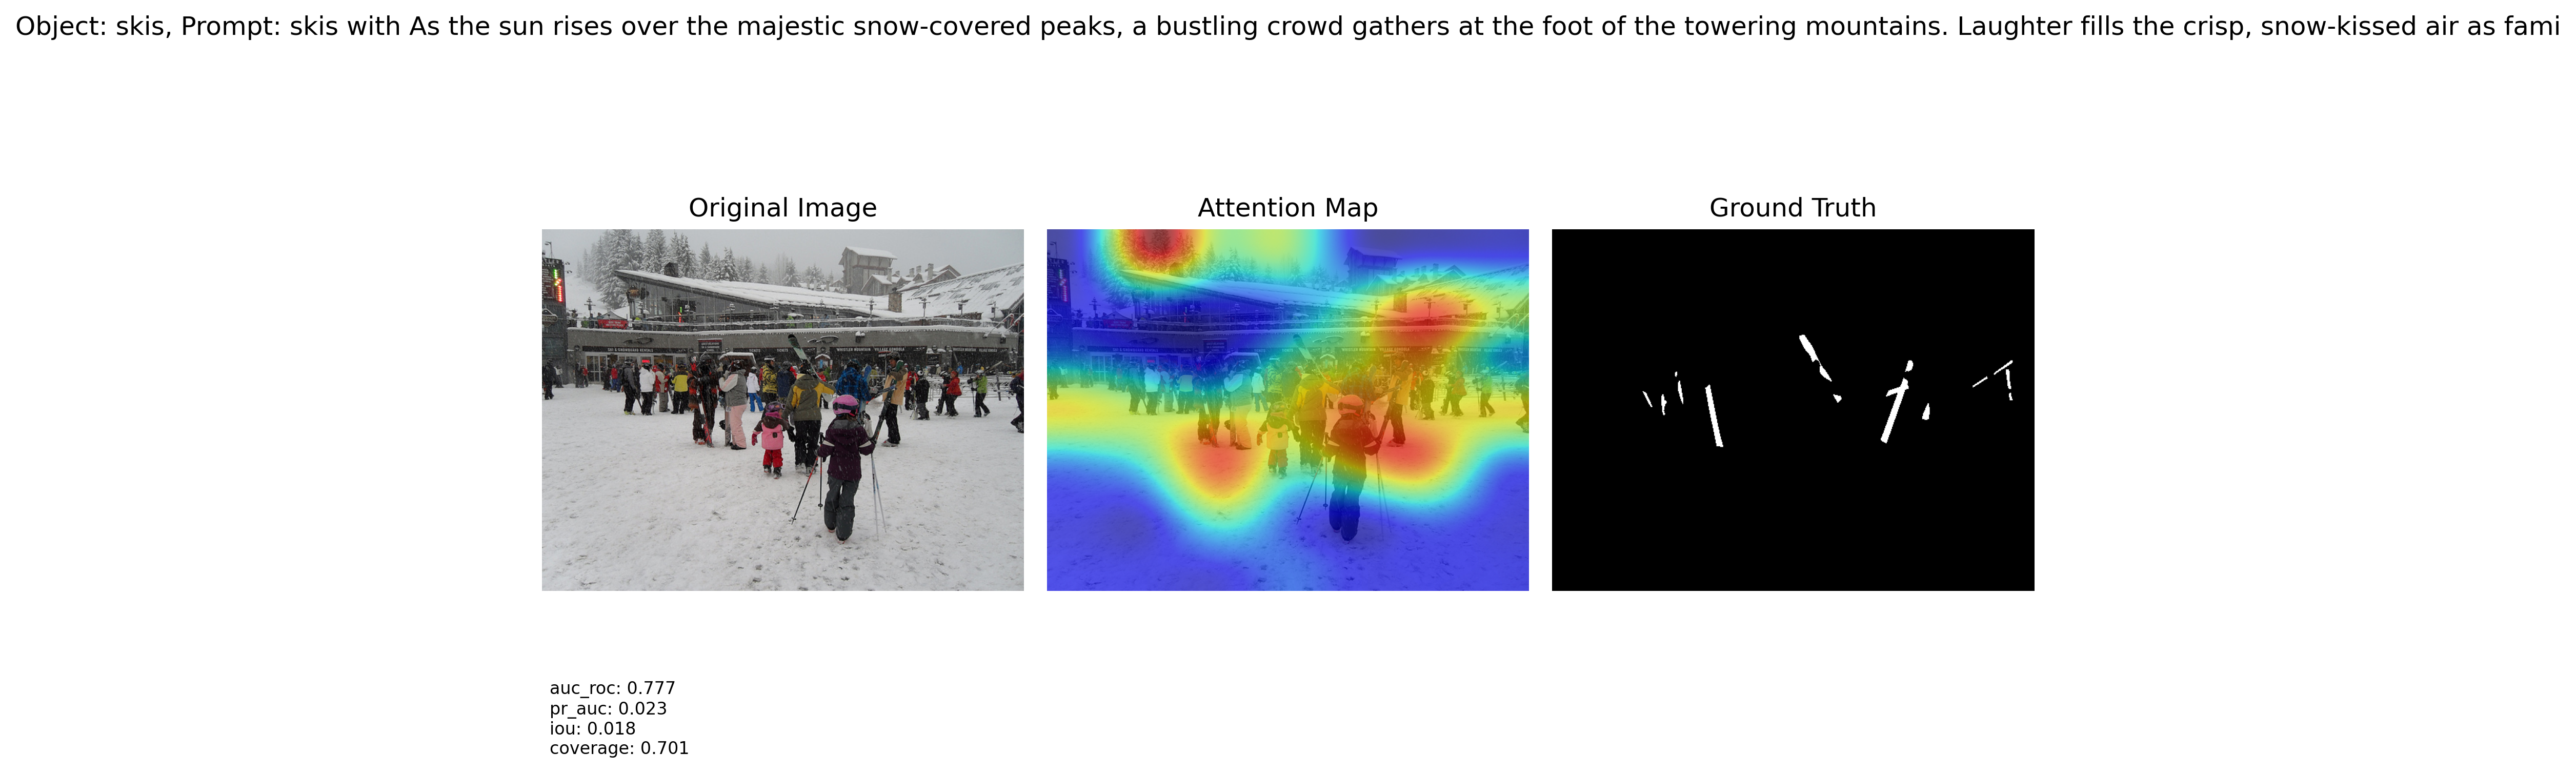 Object: skis, Prompt: skis with As the sun rises over the majestic snow-covered peaks, a bustling crowd gathers at the foot of the towering mountains. Laughter fills the crisp, snow-kissed air as fami
Original Image
Attention Map
Ground Truth
auc_roc: 0.777
pr_auc: 0.023
iou: 0.018
coverage: 0.701